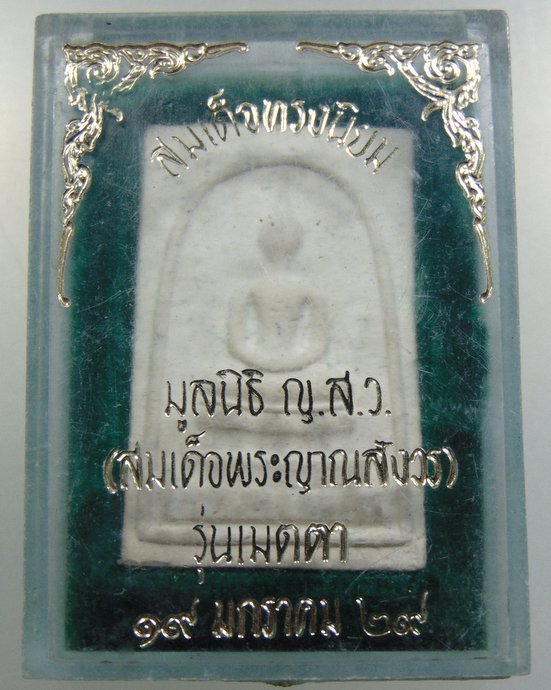 สมเด็จทรงนิยม
มูลนิธิ ญ.ส.ว.
(สมเด็จพระญาณสังวร)
รุ่นเมตตา
๑๙ มกราคม ๒๙